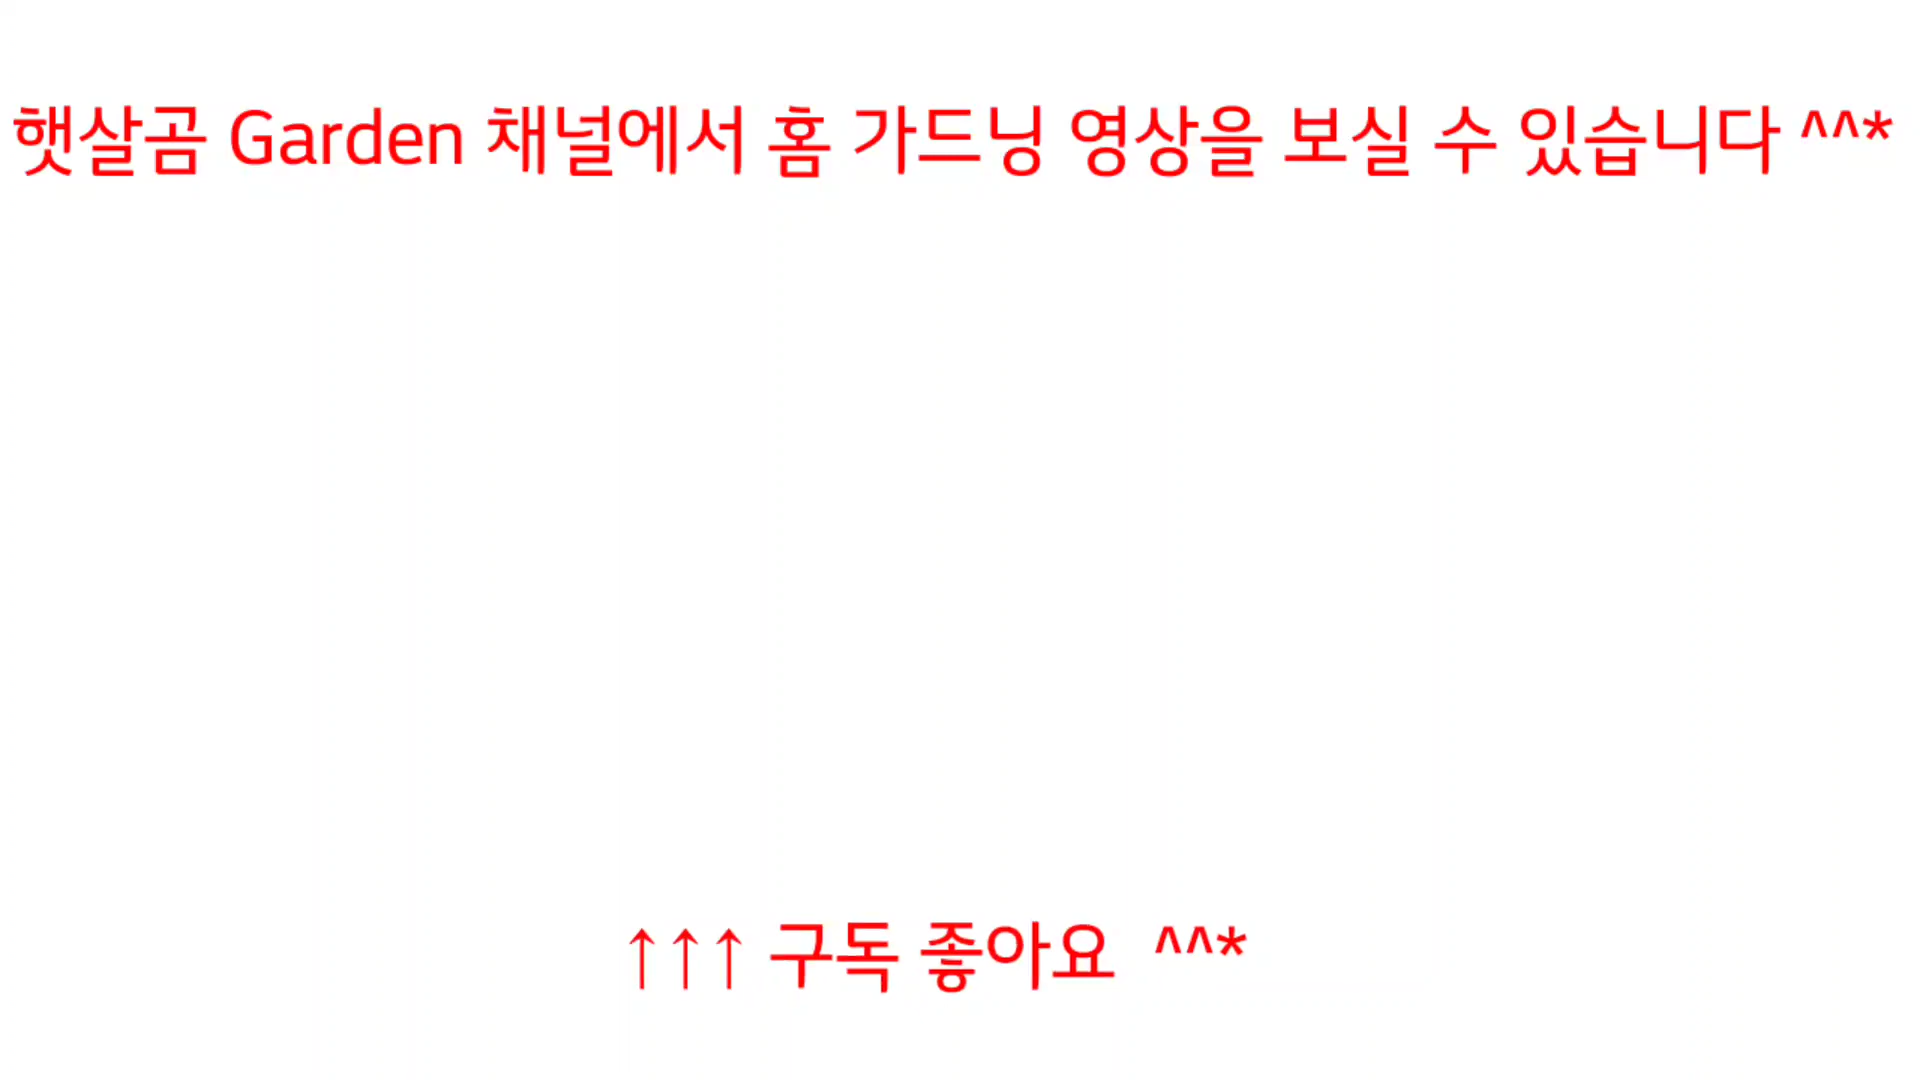 햇살곰 Garden 채널에서 홈 가드닝 영상을 보실 수 있습니다 ^^*
↑↑↑ 구독 좋아요 ^^*